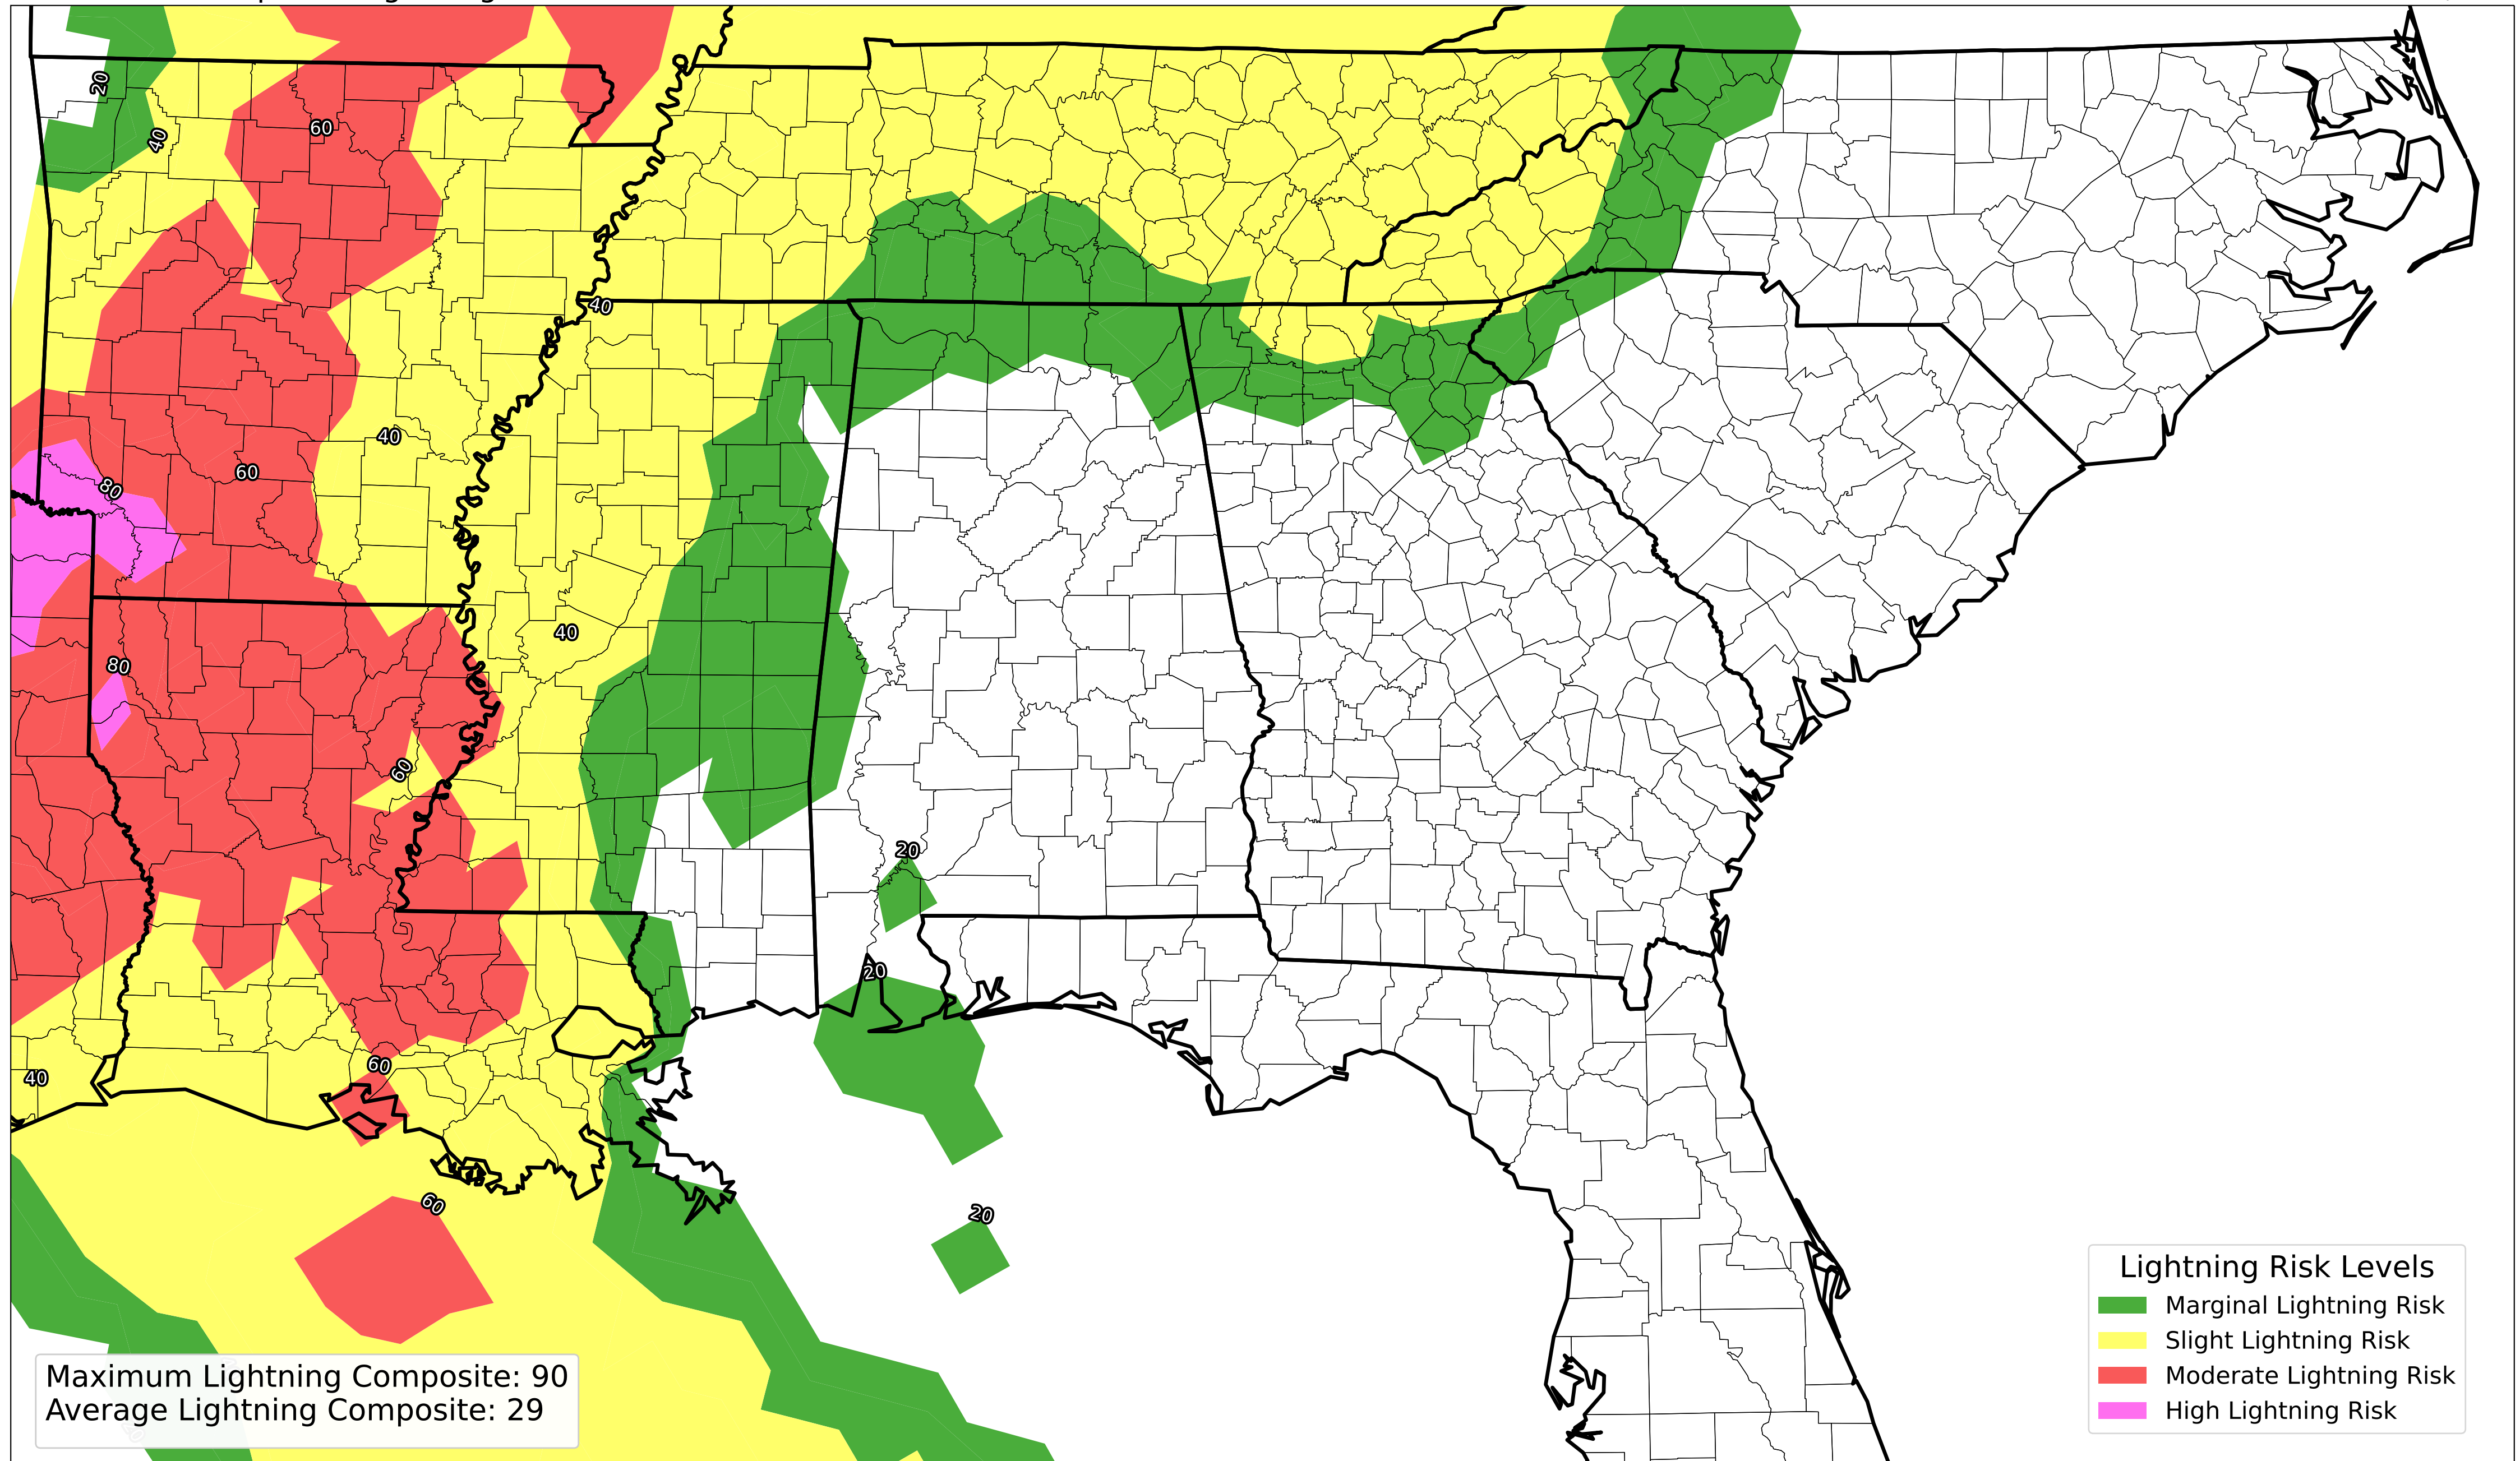 20
40
60
40
40
60
80
40
80
60
20
20
60
40
60
20
Lightning Risk Levels
Marginal Lightning Risk
Slight Lightning Risk
Moderate Lightning Risk
High Lightning Risk
Maximum Lightning Composite: 90
Average Lightning Composite: 29